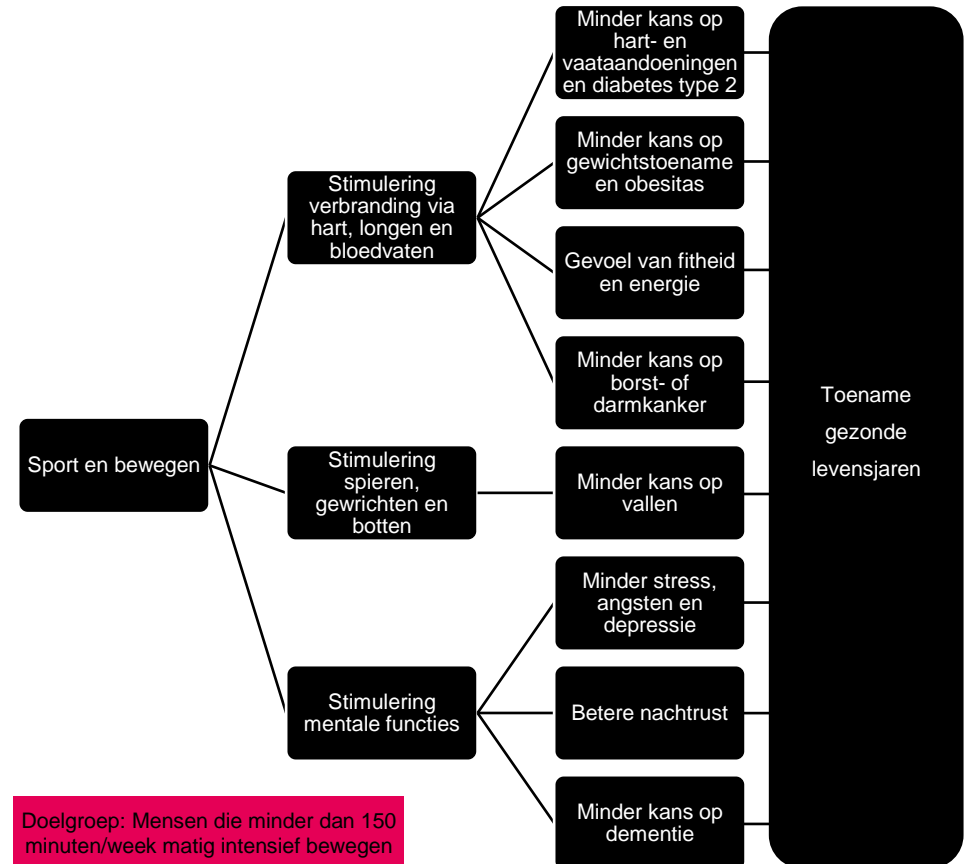 Sport en bewegen
Stimulering
verbranding via
hart, longen en
bloedvaten
Stimulering
spieren,
gewrichten en
botten
Stimulering
mentale functies
Minder kans op
hart- en
vaataandoeningen
en diabetes type 2
Minder kans op
gewichtstoename
en obesitas
Gevoel van fitheid
en energie
Minder kans op
borst- of
darmkanker
Minder kans op
vallen
Minder stress,
angsten en
depressie
Betere nachtrust
Minder kans op
dementie
Toename
gezonde
levensjaren
Doelgroep: Mensen die minder dan 150
minuten/week matig intensief bewegen